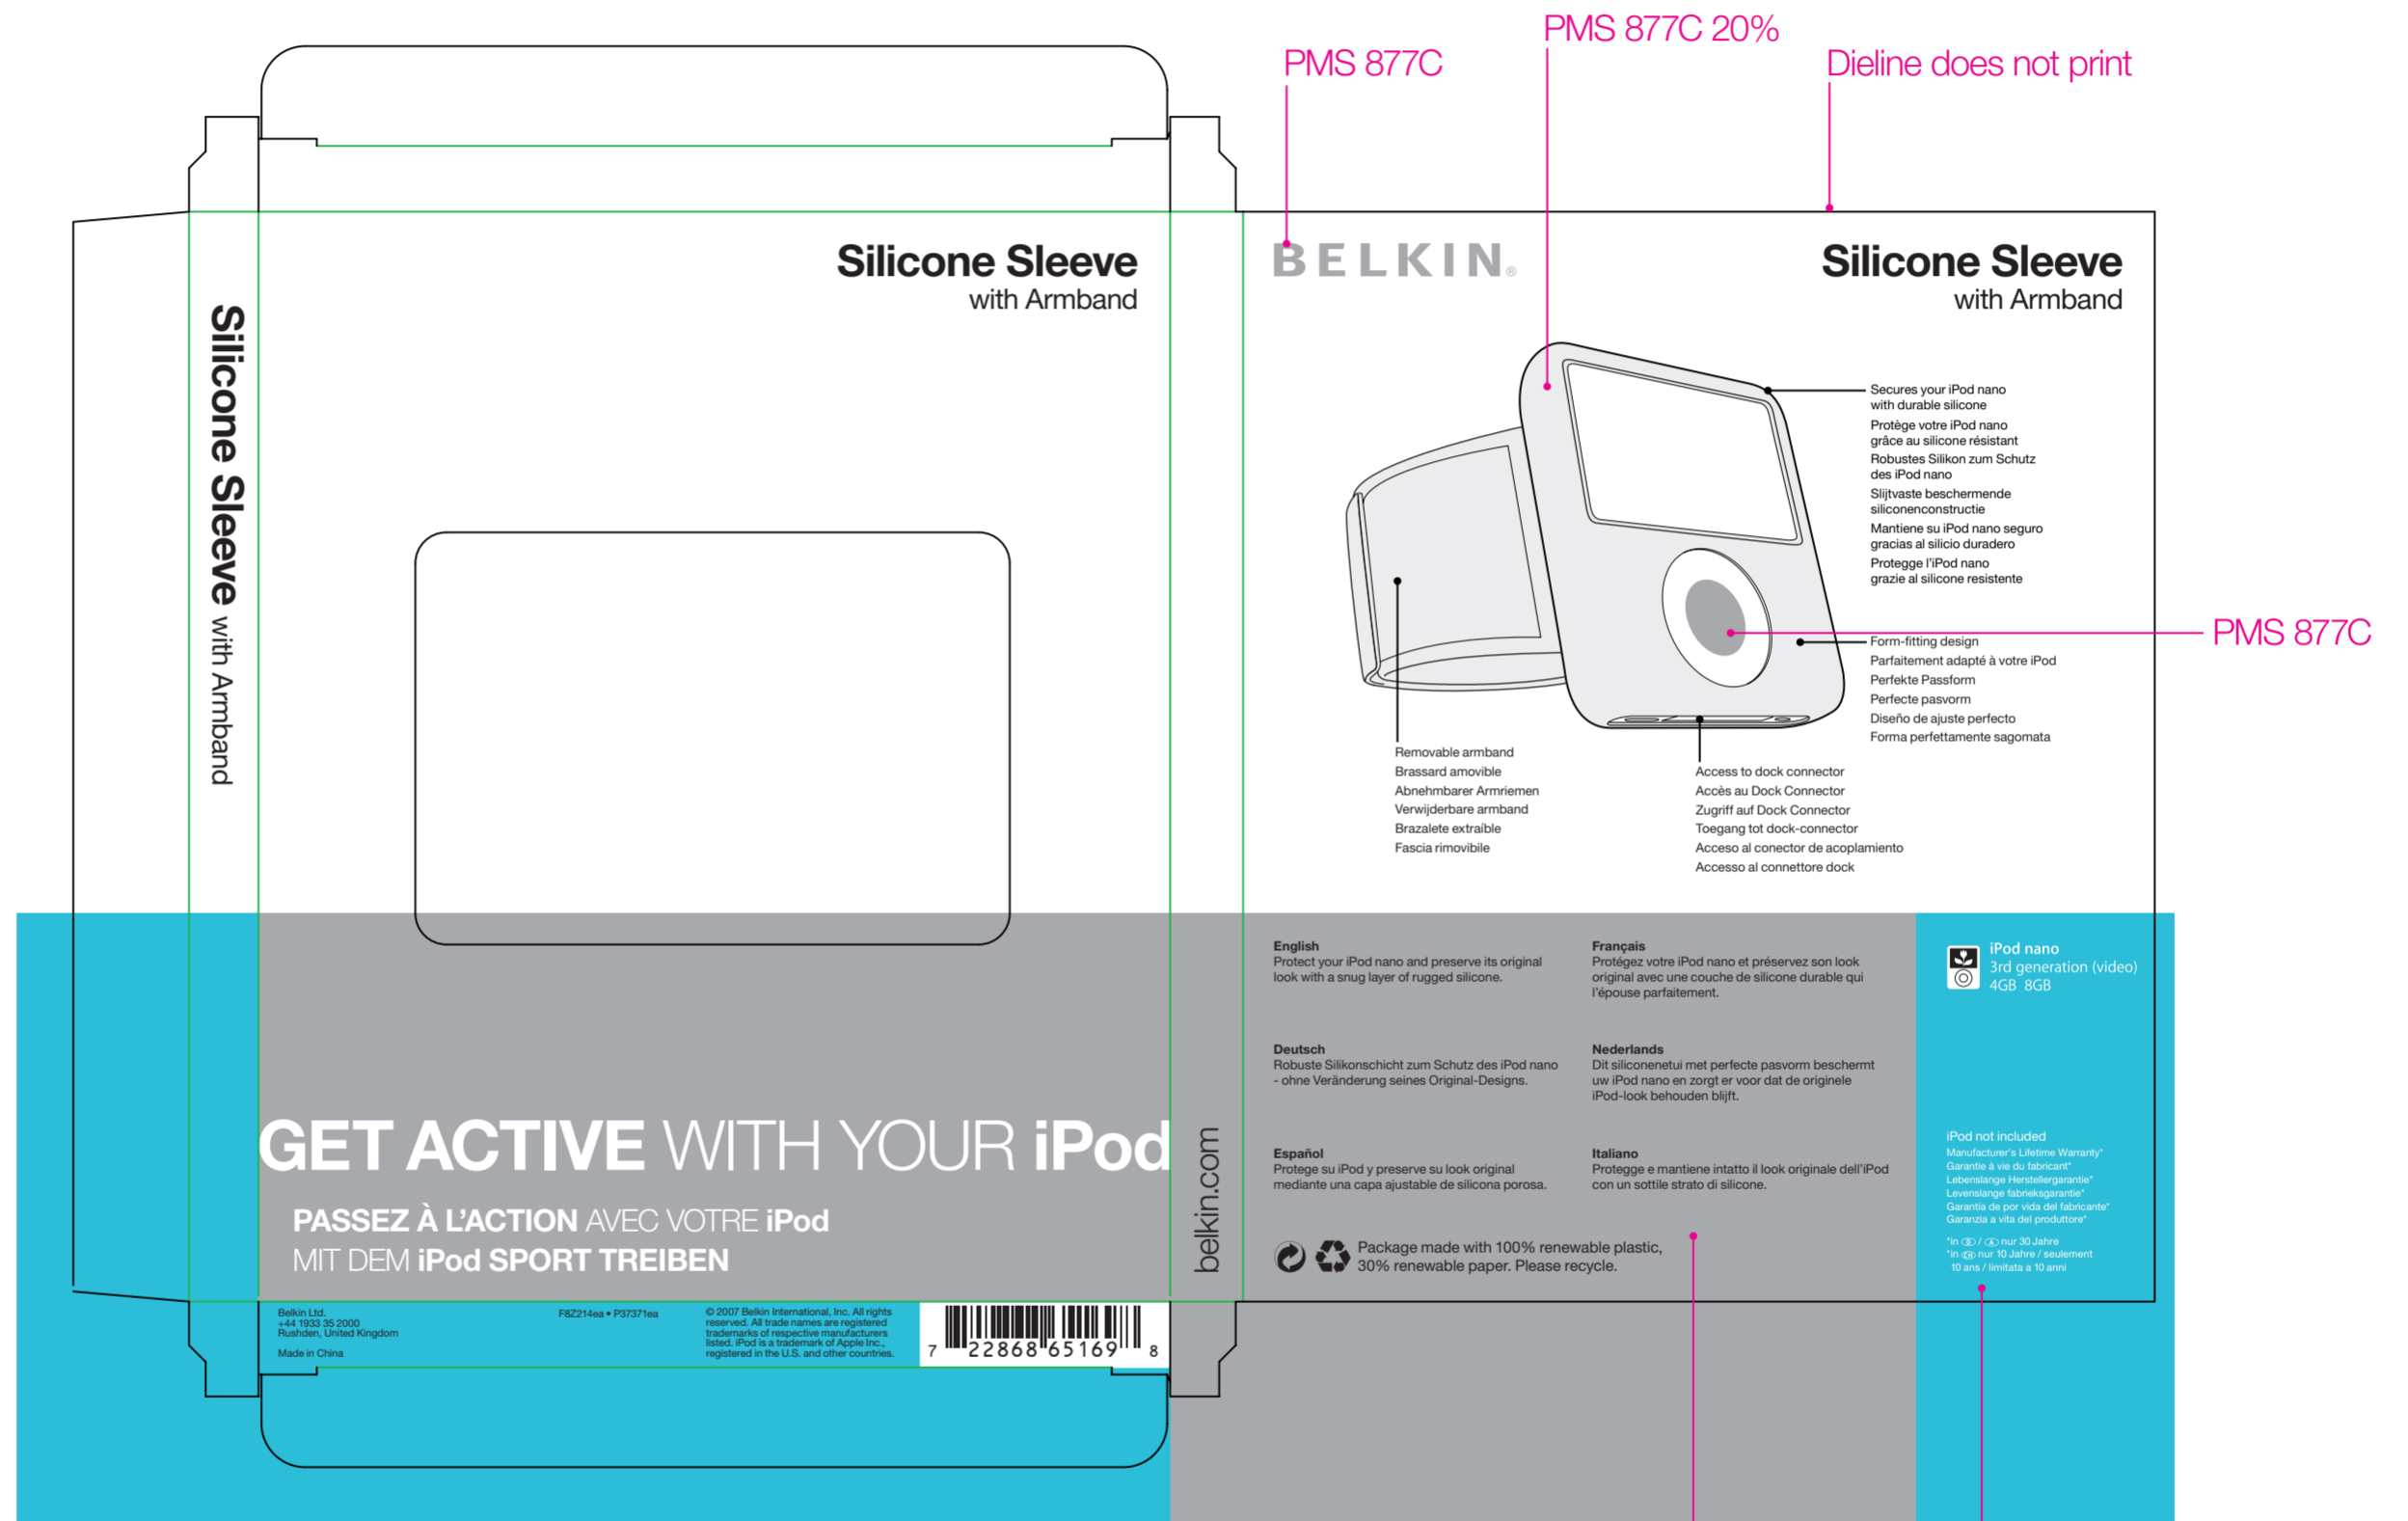 PMS 877C 20%
PMS 877C
Dieline does not print
Silicone Sleeve
with Armband
Silicone Sleeve with Armband
BELKIN®
Silicone Sleeve
with Armband
Secures your iPod nano
with durable silicone
Protège votre iPod nano
grâce au silicone résistant
Robustes Silikon zum Schutz
des iPod nano
Slijtvaste beschermende
siliconenconstructie
Mantiene su iPod nano seguro
gracias al silicio duradero
Protegge l'iPod nano
grazie al silicone resistente
PMS 877C
Form-fitting design
Parfaitement adapté à votre iPod
Perfekte Passform
Perfecte pasvorm
Diseño de ajuste perfecto
Forma perfettamente sagomata
Removable armband
Brassard amovible
Abnehmbarer Armriemen
Verwijderbare armband
Brazalete extraíble
Fascia rimovibile
Access to dock connector
Accès au Dock Connector
Zugriff auf Dock Connector
Toegang tot dock-connector
Acceso al conector de acoplamiento
Accesso al connettore dock
GET ACTIVE WITH YOUR iPod
PASSEZ À L'ACTION AVEC VOTRE iPod
MIT DEM iPod SPORT TREIBEN
belkin.com
English
Protect your iPod nano and preserve its original
look with a snug layer of rugged silicone.
Français
Protégez votre iPod nano et préservez son look
original avec une couche de silicone durable qui
l'épouse parfaitement.
Deutsch
Robuste Silikonschicht zum Schutz des iPod nano
- ohne Veränderung seines Original-Designs.
Nederlands
Dit siliconenetui met perfecte pasvorm beschermt
uw iPod nano en zorgt er voor dat de originele
iPod-look behouden blijft.
Español
Protege su iPod y preserve su look original
mediante una capa ajustable de silicona porosa.
Italiano
Protegge e mantiene intatto il look originale dell'iPod
con un sottile strato di silicone.
Package made with 100% renewable plastic,
30% renewable paper. Please recycle.
iPod nano
3rd generation (video)
4GB 8GB
iPod not included
Manufacturer's Lifetime Warranty*
Garantie à vie du fabricant*
Lebenslange Herstellergarantie*
Levenslange fabrieksgarantie*
Garantía de por vida del fabricante*
Garanzia a vita del produttore*
*in D / A nur 30 Jahre
*in CH nur 10 Jahre / seulement
10 ans / limitata a 10 anni
Belkin Ltd.
+44 1933 35 2000
Rushden, United Kingdom
Made in China
F8Z214ea • P37371ea
© 2007 Belkin International, Inc. All rights
reserved. All trade names are registered
trademarks of respective manufacturers
listed. iPod is a trademark of Apple Inc.,
registered in the U.S. and other countries.
7 22868 65169 8